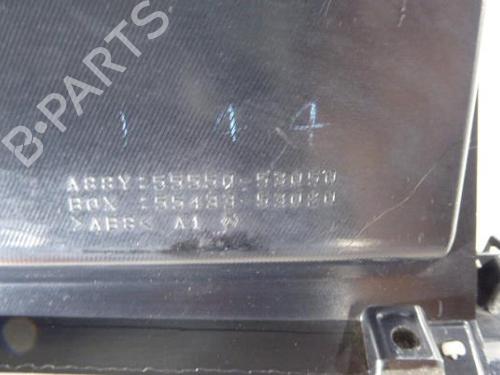 B-PARTS
1 4 4
ASSY:55550-53050
BOX :55433-53020
>ABS< A1